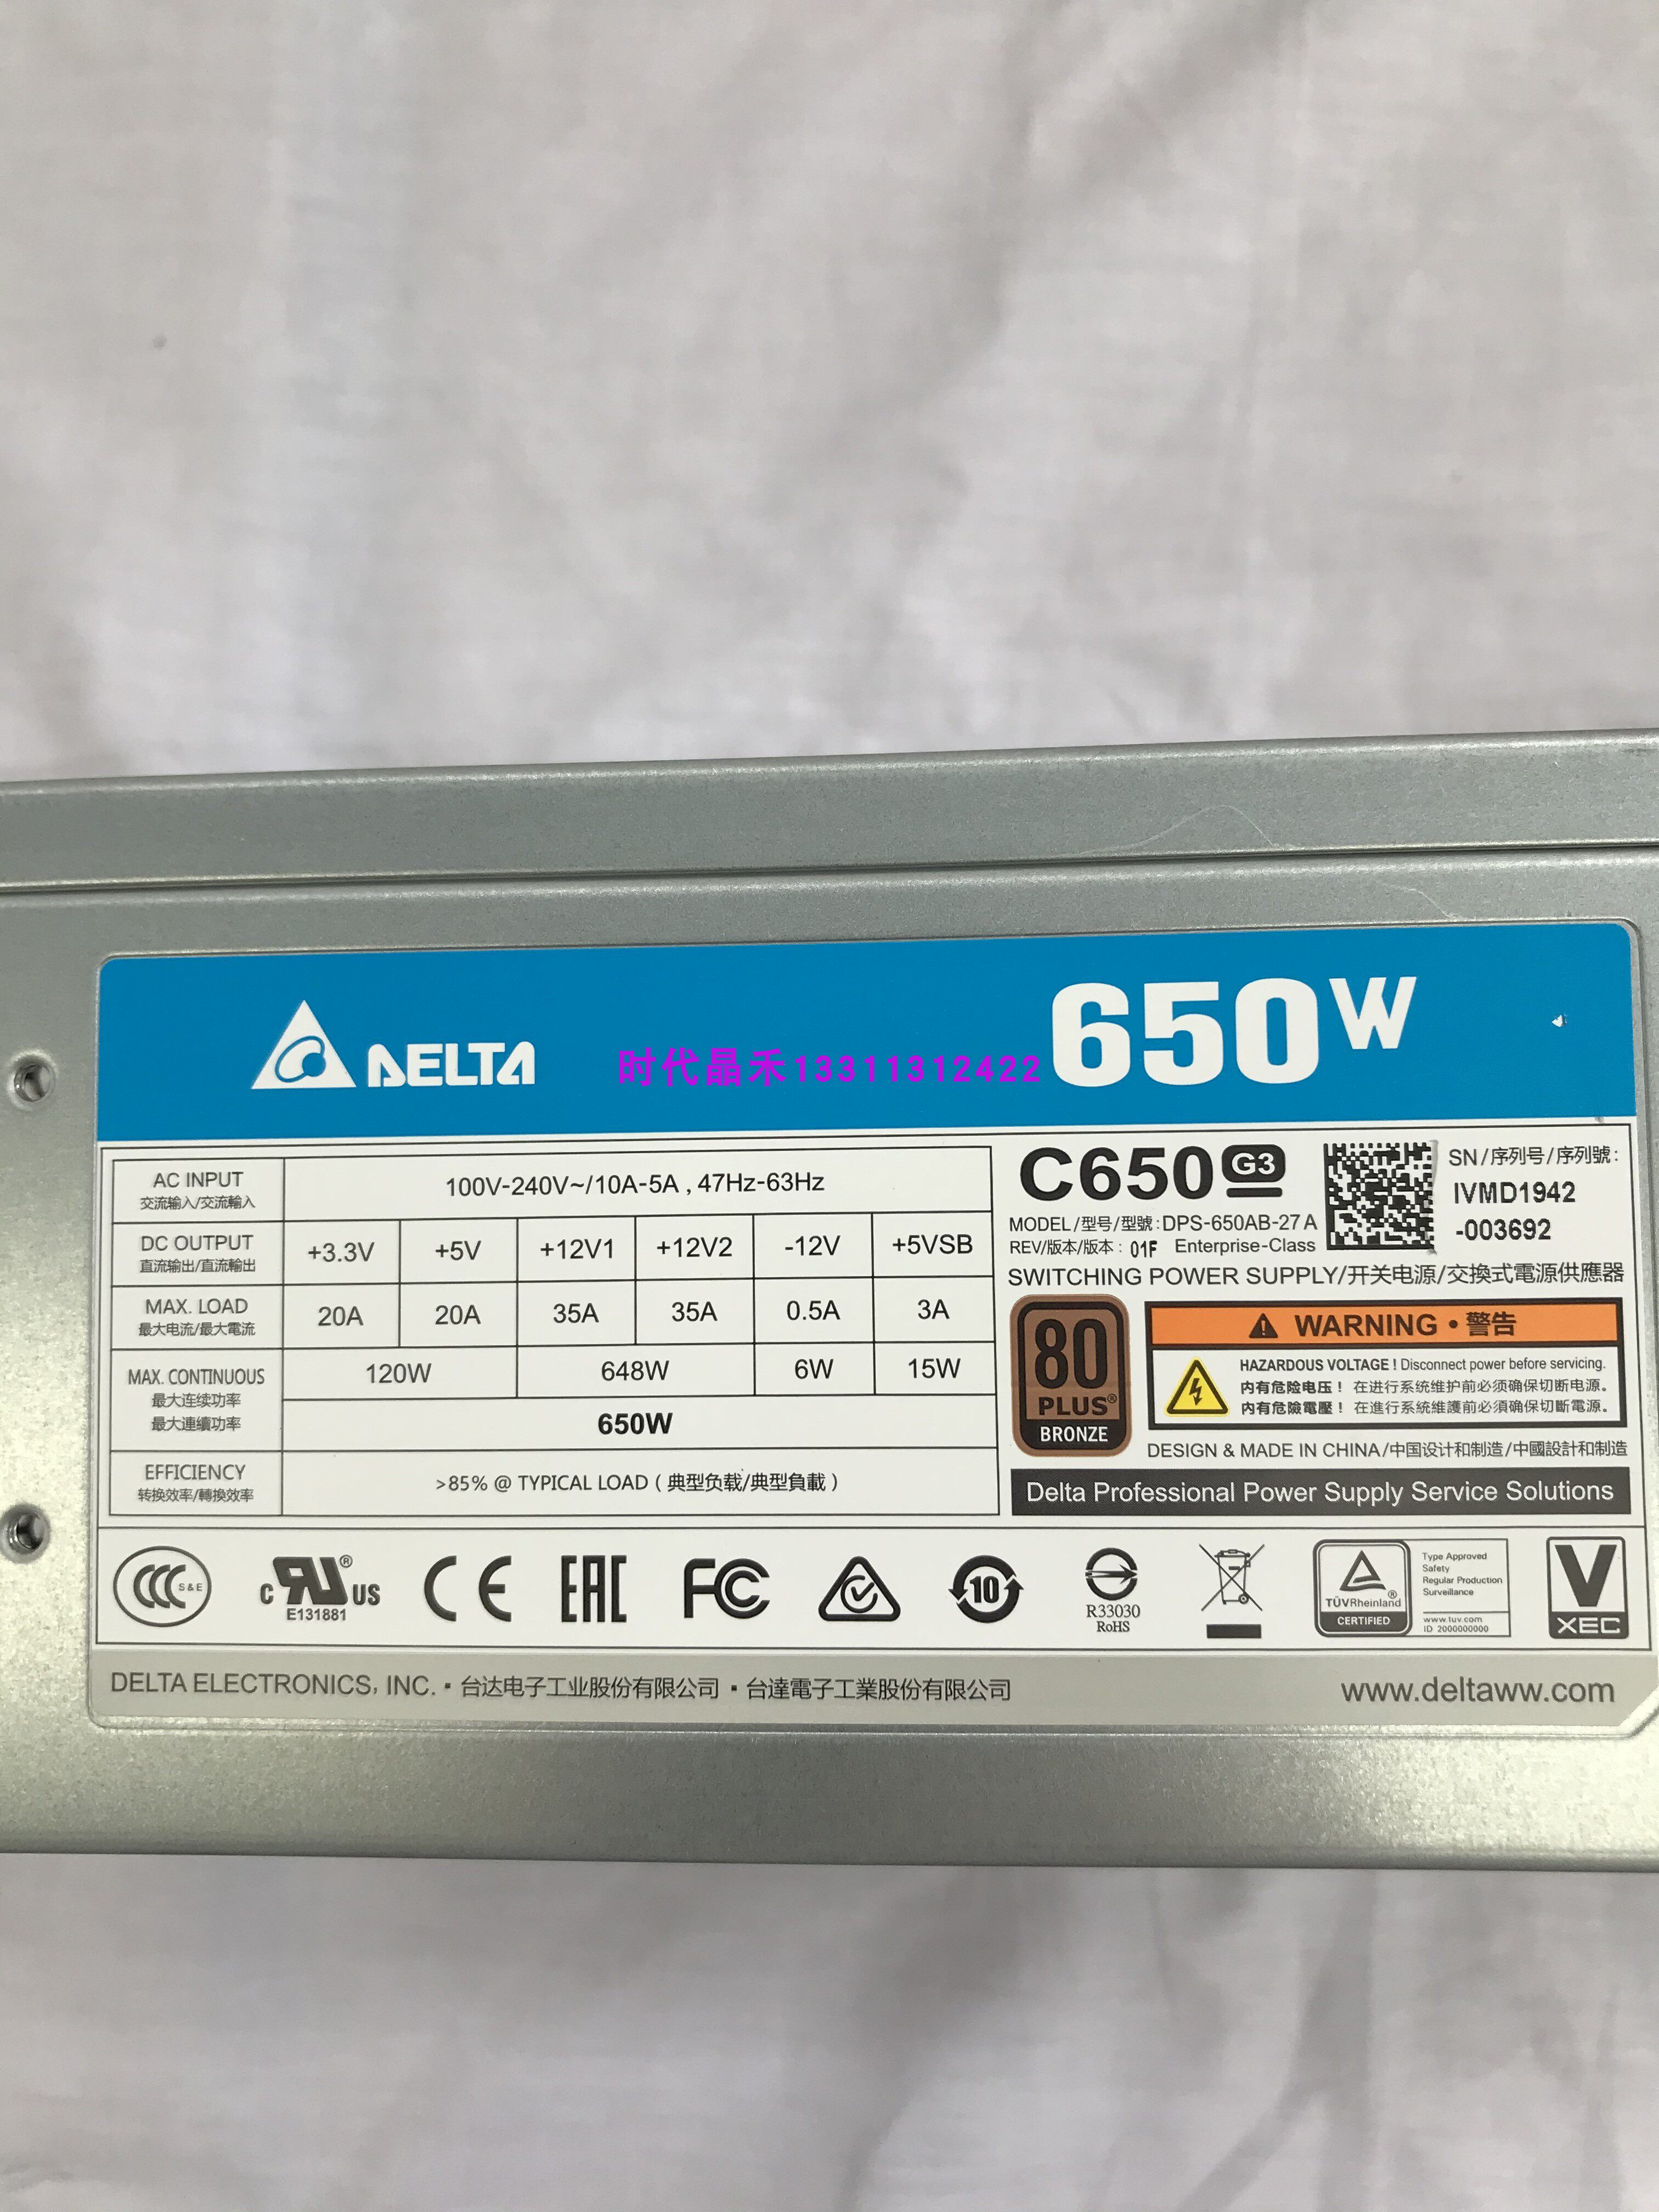 DELTA
时代晶禾13311312422
650W
AC INPUT
交流输入/交流輸入
100V-240V~/10A-5A , 47Hz-63Hz
DC OUTPUT
直流输出/直流輸出
+3.3V +5V +12V1 +12V2 -12V +5VSB
MAX. LOAD
最大电流/最大電流
20A 20A 35A 35A 0.5A 3A
MAX. CONTINUOUS
最大连续功率
最大連續功率
120W 648W 6W 15W
650W
EFFICIENCY
转换效率/轉換效率
>85% @ TYPICAL LOAD ( 典型负载/典型負載 )
C650 G3
MODEL/型号/型號: DPS-650AB-27 A
REV/版本/版本: 01F Enterprise-Class
SN/序列号/序列號:
IVMD1942
-003692
SWITCHING POWER SUPPLY/开关电源/交換式電源供應器
80
PLUS®
BRONZE
WARNING • 警告
HAZARDOUS VOLTAGE ! Disconnect power before servicing.
内有危险电压！ 在进行系统维护前必须确保切断电源。
內有危險電壓！ 在進行系統維護前必須確保切斷電源。
DESIGN & MADE IN CHINA/中国设计和制造/中國設計和制造
Delta Professional Power Supply Service Solutions
CCC S&E
c RU ® US
E131881
CE
EAC
FC
10
R33030
RoHS
TÜVRheinland ®
CERTIFIED
Type Approved
Safety
Regular Production
Surveillance
www.tuv.com
ID 2000000000
V
XEC
DELTA ELECTRONICS, INC. • 台达电子工业股份有限公司 • 台達電子工業股份有限公司
www.deltaww.com